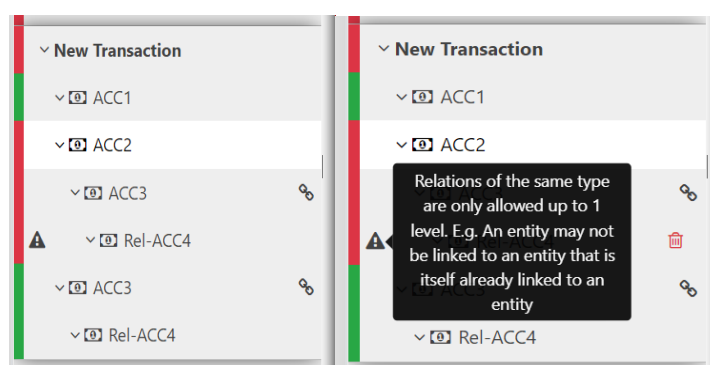 New Transaction
ACC1
ACC2
ACC3
Rel-ACC4
ACC3
Rel-ACC4
New Transaction
ACC1
ACC2
Relations of the same type
are only allowed up to 1
level. E.g. An entity may not
be linked to an entity that is
itself already linked to an
entity
Rel-ACC4